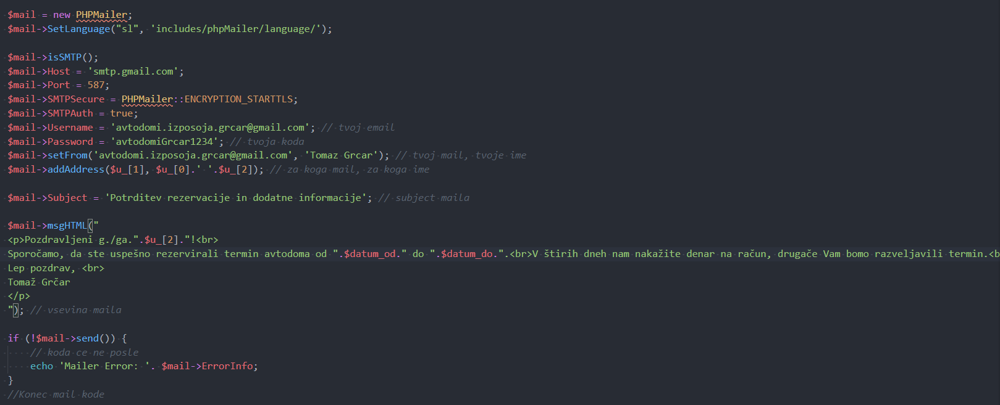 $mail = new PHPMailer;
$mail->SetLanguage("sl", 'includes/phpMailer/language/');
$mail->isSMTP();
$mail->Host = 'smtp.gmail.com';
$mail->Port = 587;
$mail->SMTPSecure = PHPMailer::ENCRYPTION_STARTTLS;
$mail->SMTPAuth = true;
$mail->Username = 'avtodomi.izposoja.grcar@gmail.com'; // tvoj email
$mail->Password = 'avtodomiGrcar1234'; // tvoja koda
$mail->setFrom('avtodomi.izposoja.grcar@gmail.com', 'Tomaz Grcar'); // tvoj mail, tvoje ime
$mail->addAddress($u_[1], $u_[0].' '.$u_[2]); // za koga mail, za koga ime
$mail->Subject = 'Potrditev rezervacije in dodatne informacije'; // subject maila
$mail->msgHTML("
<p>Pozdravljeni g./ga.".$u_[2]."!<br>
Sporočamo, da ste uspešno rezervirali termin avtodoma od ".$datum_od." do ".$datum_do.".<br>V štirih dneh nam nakažite denar na račun, drugače Vam bomo razveljavili termin.<b
Lep pozdrav, <br>
Tomaž Grčar
</p>
"); // vsevina maila
if (!$mail->send()) {
// koda ce ne posle
echo 'Mailer Error: '. $mail->ErrorInfo;
}
//Konec mail kode